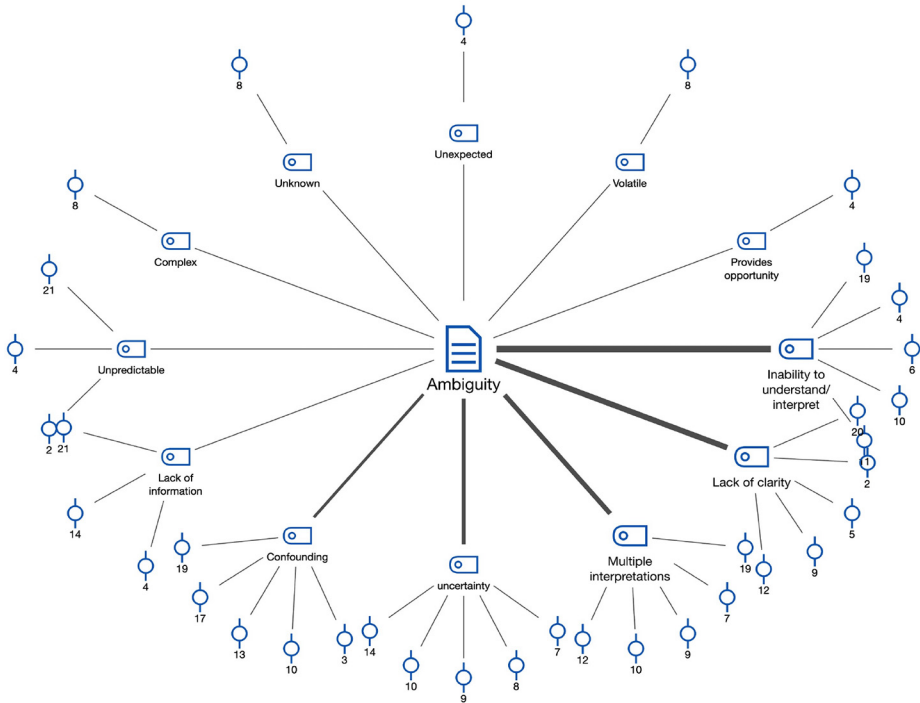 4
8
8
Unexpected
Unknown
Volatile
8
4
Complex
Provides
opportunity
21
19
4
4
Unpredictable
6
Ambiguity
Inability to
understand/
interpret
10
2
21
20
11
2
Lack of
information
Lack of clarity
14
5
4
Confounding
19
uncertainty
Multiple
interpretations
19
12
9
17
13
10
3
14
10
9
8
7
12
10
9
7